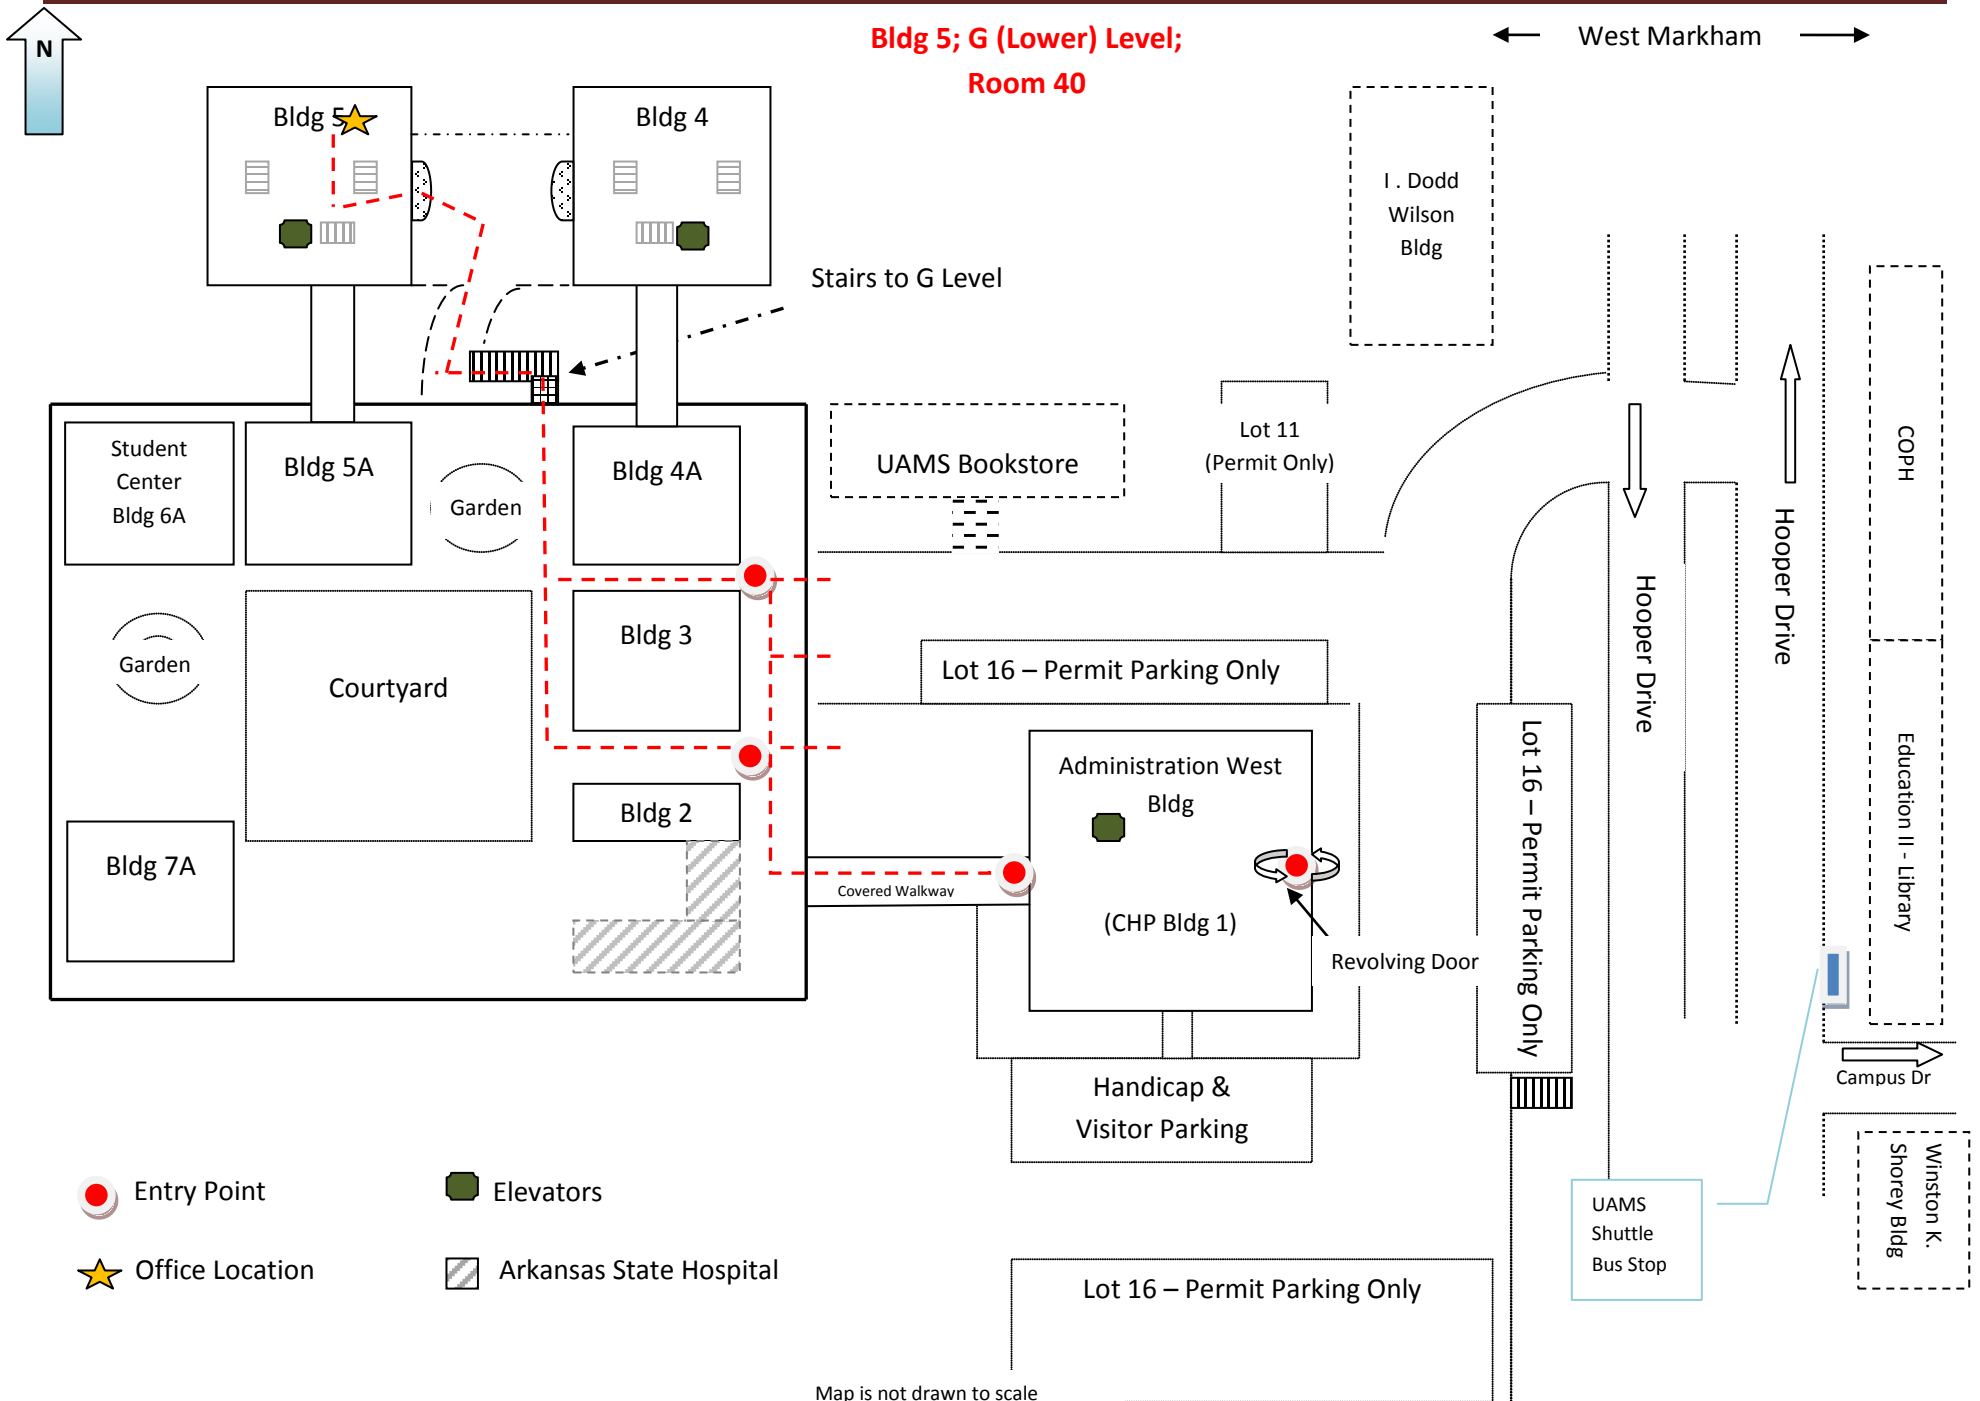 N
Bldg 5; G (Lower) Level;
Room 40
West Markham
Bldg 5
Bldg 4
I . Dodd
Wilson
Bldg
Stairs to G Level
Student
Center
Bldg 6A
Bldg 5A
Garden
Bldg 4A
UAMS Bookstore
Lot 11
(Permit Only)
COPH
Hooper Drive
Hooper Drive
Garden
Courtyard
Bldg 3
Lot 16 – Permit Parking Only
Lot 16 – Permit Parking Only
Education II - Library
Administration West
Bldg
(CHP Bldg 1)
Bldg 2
Bldg 7A
Covered Walkway
Revolving Door
Handicap &
Visitor Parking
Campus Dr
Winston K.
Shorey Bldg
UAMS
Shuttle
Bus Stop
Entry Point
Elevators
Office Location
Arkansas State Hospital
Lot 16 – Permit Parking Only
Map is not drawn to scale